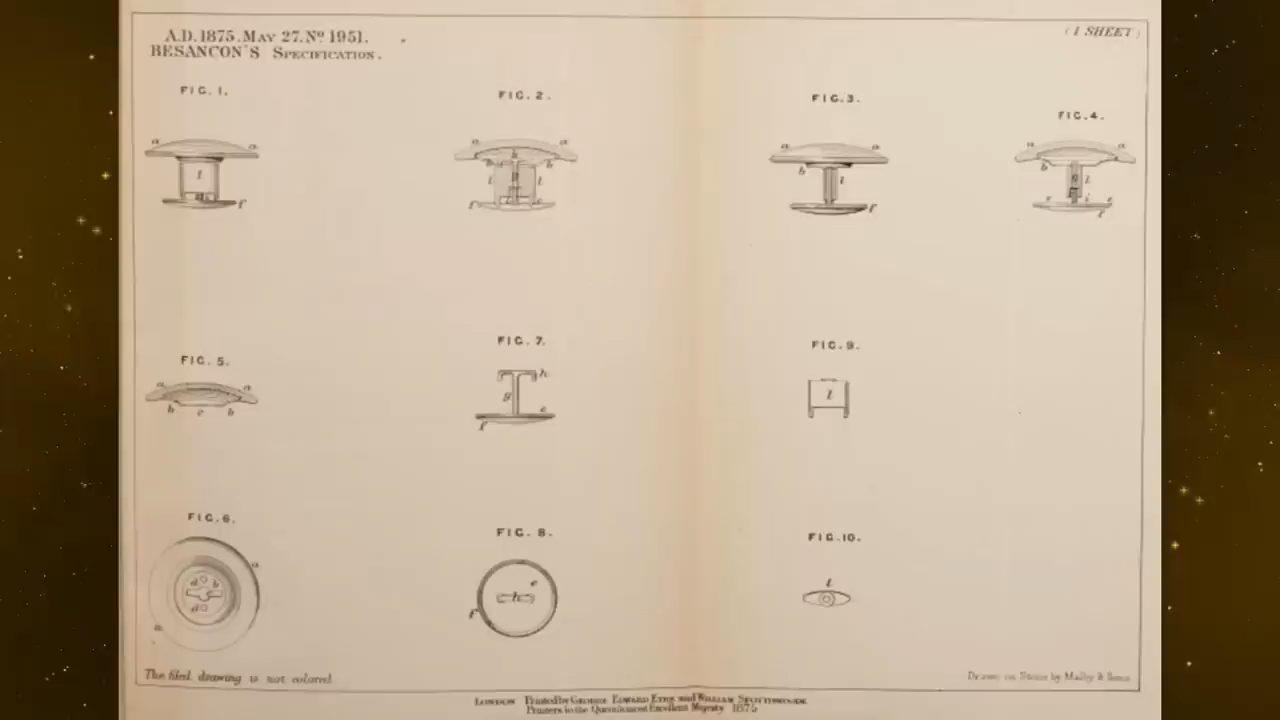 A.D. 1875. MAY 27. Nº 1951.
BESANCON'S SPECIFICATION.
(1 SHEET)
FIG. 1.
FIG. 2.
FIG. 3.
FIG. 4.
a a
l
f
a a
h
b b
l g l
f e
a a
b l
f
a a
b
g l
e i e
f
FIG. 5.
FIG. 7.
FIG. 9.
a a
b c b
h
g
e
f
l
FIG. 6.
FIG. 8.
FIG. 10.
a
d b
d
a
e
h
f
l
The filed drawing is not colored.
Drawn on Stone by Malby & Sons.
LONDON Printed by GEORGE EDWARD EYRE and WILLIAM SPOTTISWOODE
Printers to the Queen's most Excellent Majesty 1875